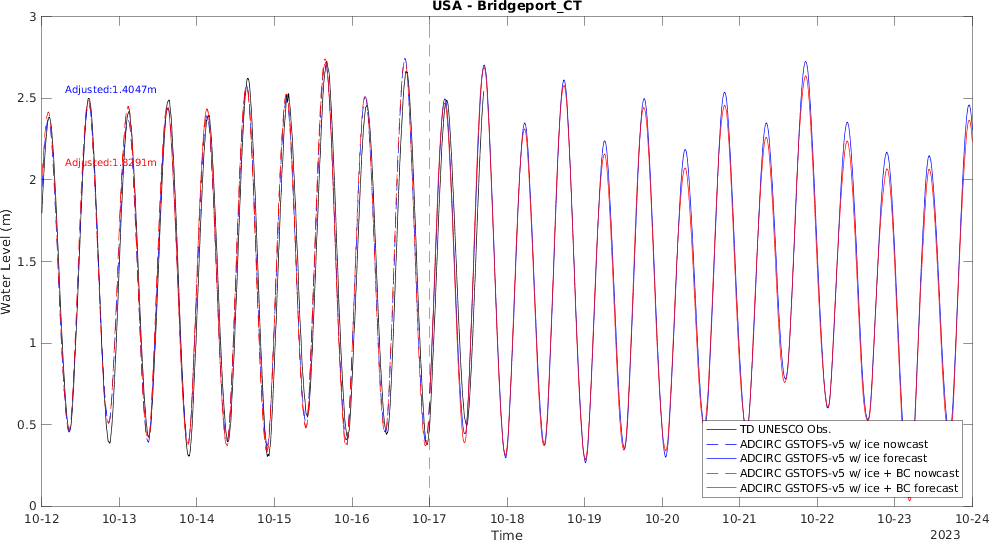 USA - Bridgeport_CT
3
2.5
2
1.5
1
0.5
0
Water Level (m)
Adjusted:1.4047m
Adjusted:1.3291m
TD UNESCO Obs.
ADCIRC GSTOFS-v5 w/ ice nowcast
ADCIRC GSTOFS-v5 w/ ice forecast
ADCIRC GSTOFS-v5 w/ ice + BC nowcast
ADCIRC GSTOFS-v5 w/ ice + BC forecast
10-12 10-13 10-14 10-15 10-16 10-17 10-18 10-19 10-20 10-21 10-22 10-23 10-24
Time
2023